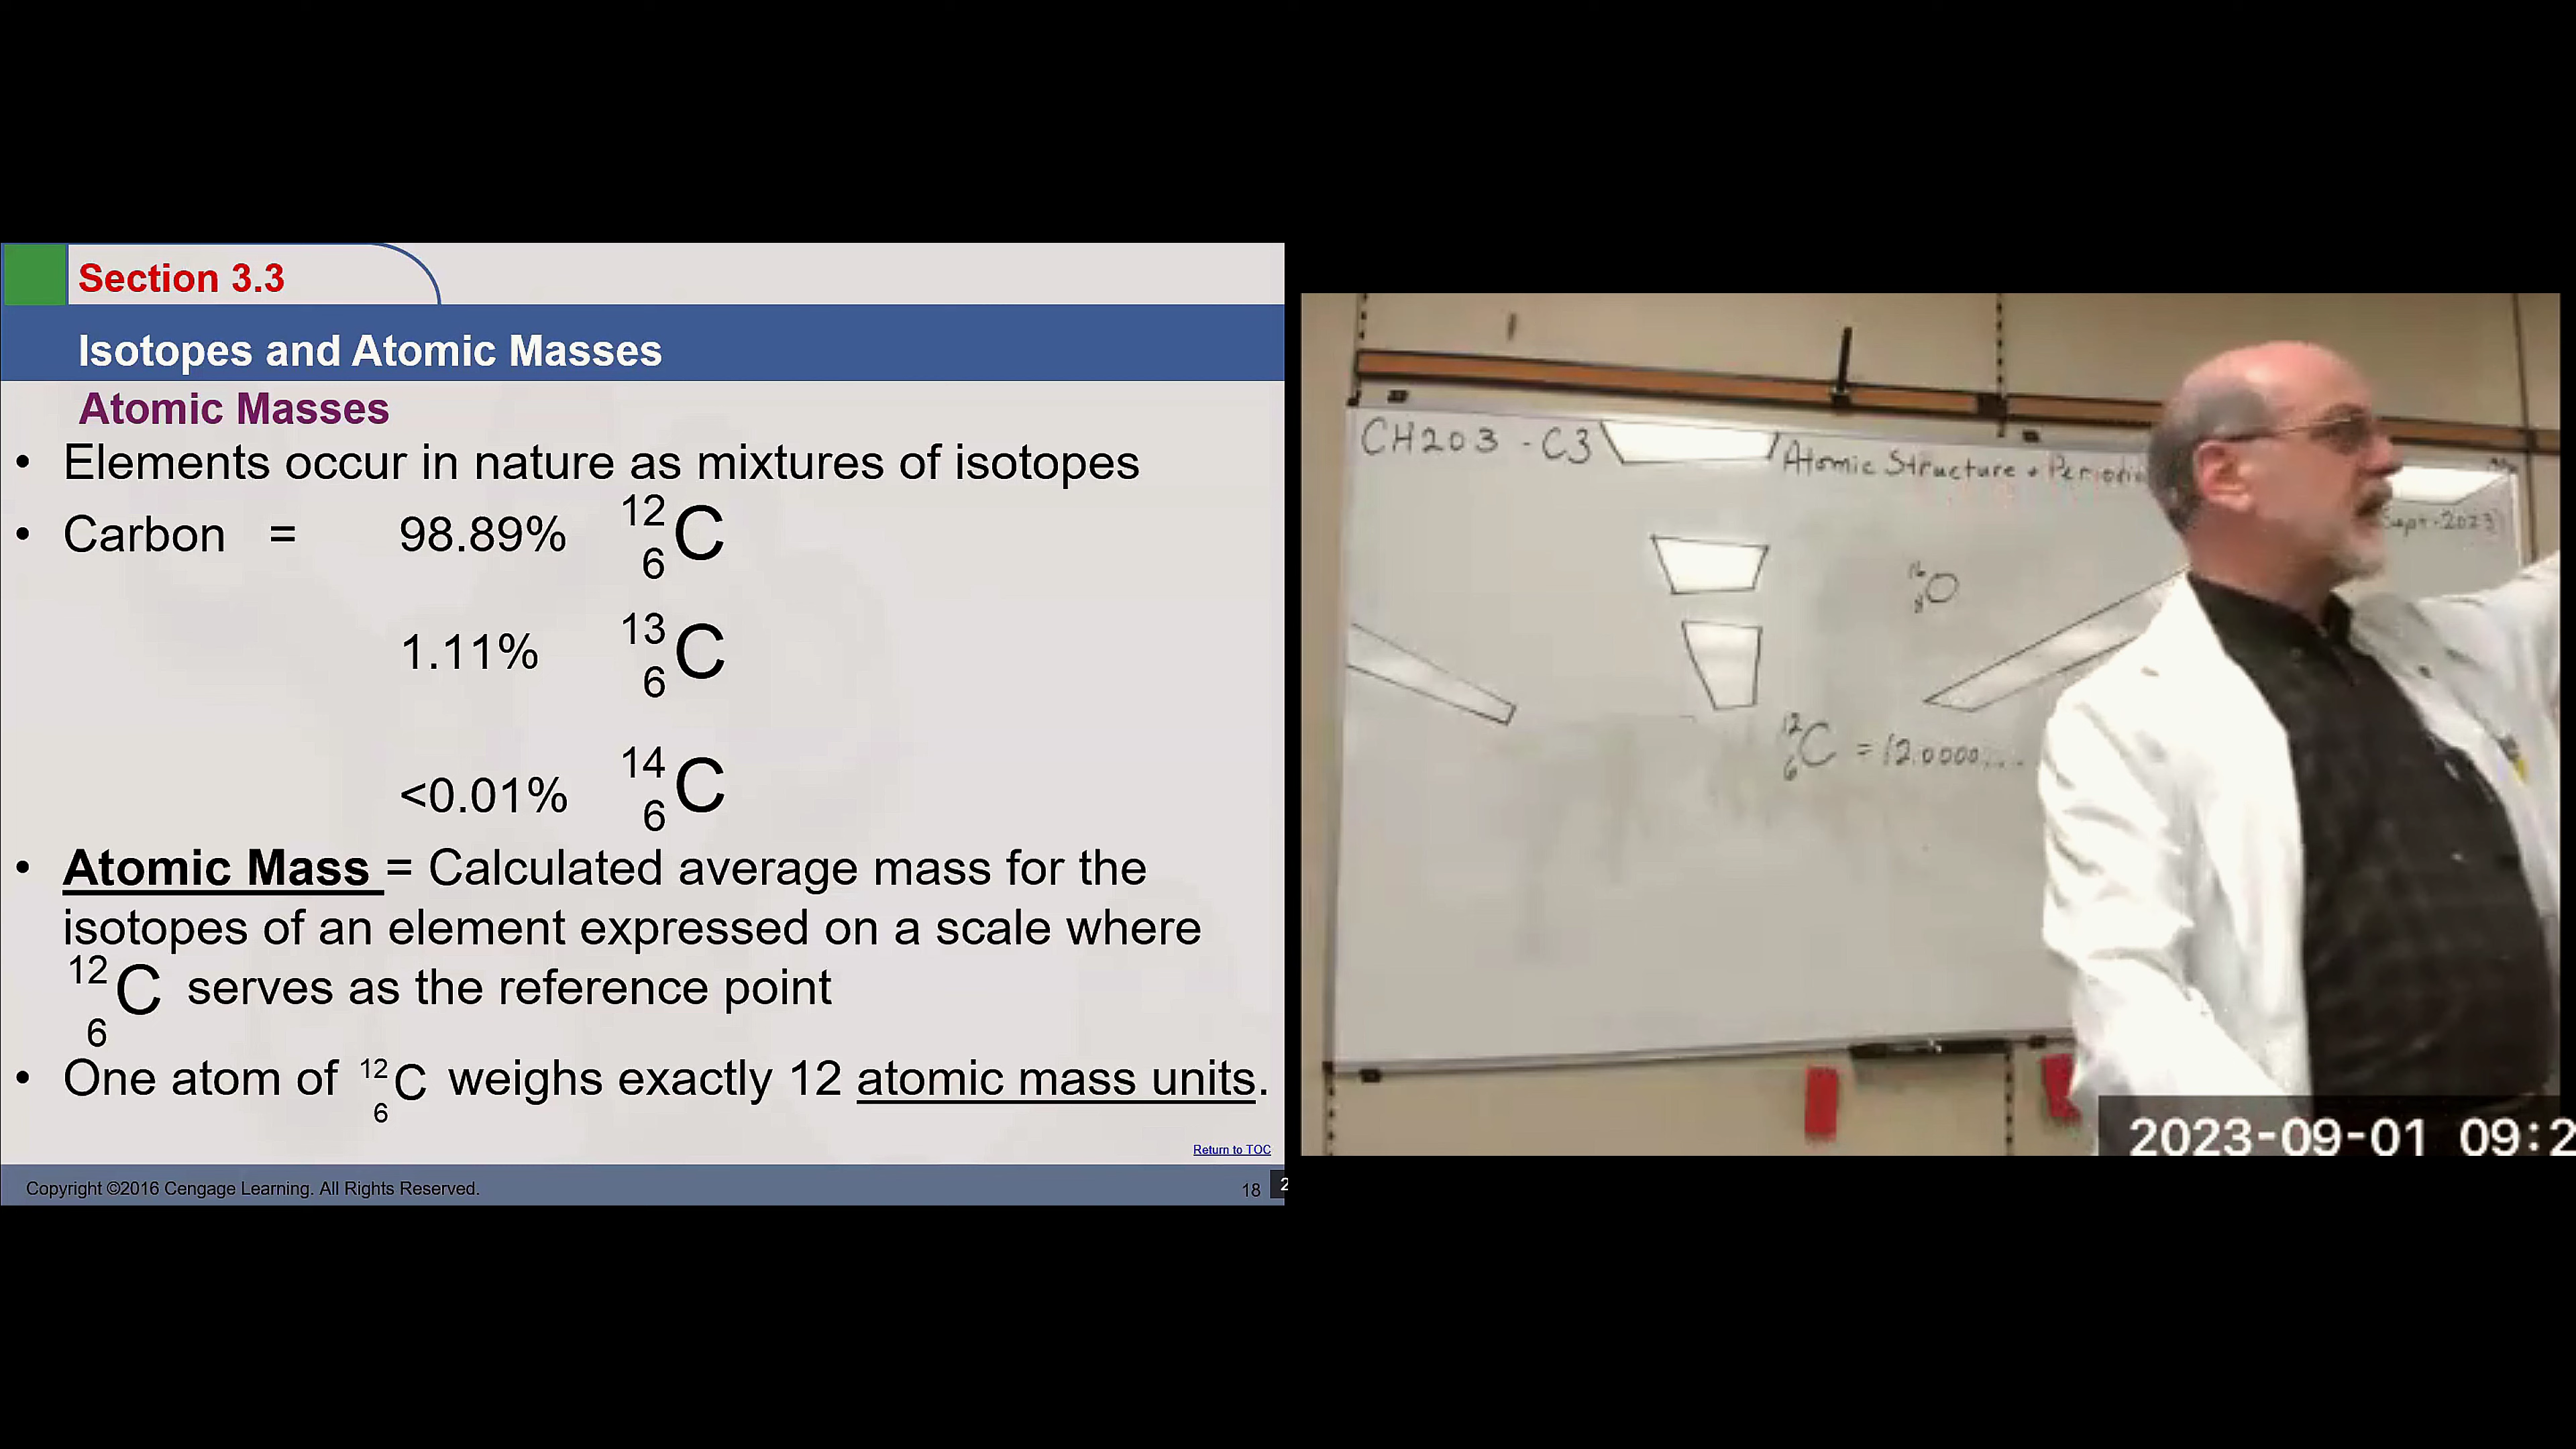 Section 3.3
Isotopes and Atomic Masses
Atomic Masses
• Elements occur in nature as mixtures of isotopes
• Carbon = 98.89% 12 6 C
1.11% 13 6 C
<0.01% 14 6 C
• Atomic Mass = Calculated average mass for the
isotopes of an element expressed on a scale where
12 6 C serves as the reference point
• One atom of 12 6 C weighs exactly 12 atomic mass units.
Return to TOC
Copyright ©2016 Cengage Learning. All Rights Reserved.
18
2
CH203 - C3
Atomic Structure +
Sept-2023
16 8 O
12 6 C = 12.0000....
2023-09-01 09:2